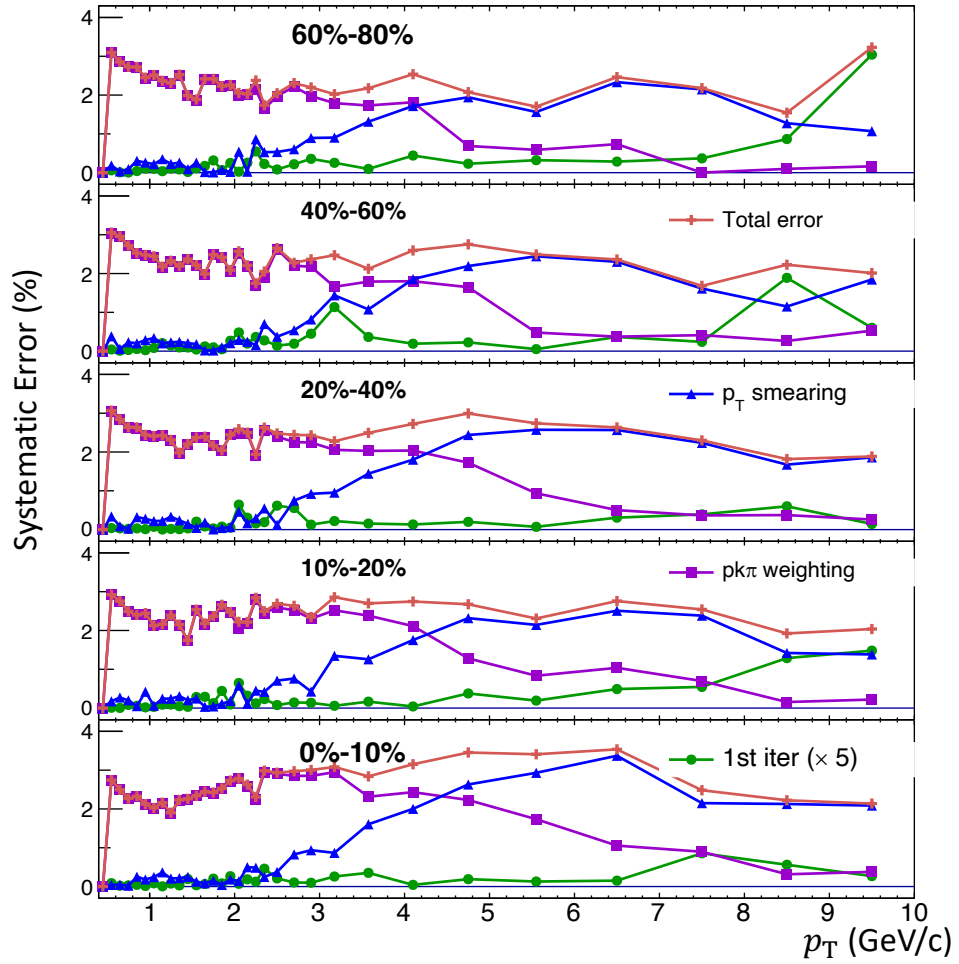 4
60%-80%
2
0
4
40%-60%
Total error
2
0
Systematic Error (%)
4
20%-40%
p_T smearing
2
0
4
10%-20%
pkπ weighting
2
0
4
0%-10%
1st iter (× 5)
2
0
1 2 3 4 5 6 7 8 9 10
p_T (GeV/c)